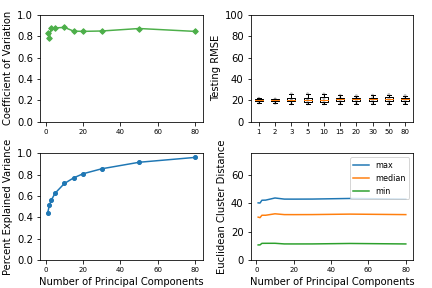 Coefficient of Variation
1.0
0.8
0.6
0.4
0.2
0.0
0 20 40 60 80
Testing RMSE
100
80
60
40
20
0
1 2 3 5 10 15 20 30 50 80
Percent Explained Variance
1.0
0.8
0.6
0.4
0.2
0.0
0 20 40 60 80
Number of Principal Components
Euclidean Cluster Distance
60
40
20
0
max
median
min
0 20 40 60 80
Number of Principal Components